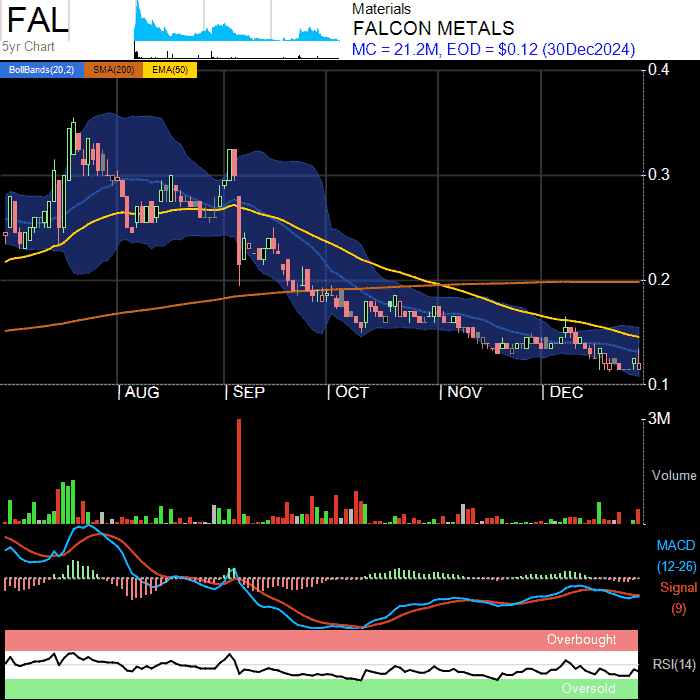 FAL
5yr Chart
Materials
FALCON METALS
MC = 21.2M, EOD = $0.12 (30Dec2024)
BollBands(20,2) SMA(200) EMA(50)
0.4
0.3
0.2
0.1
AUG SEP OCT NOV DEC
3M
Volume
MACD
(12-26)
Signal
(9)
Overbought
RSI(14)
Oversold